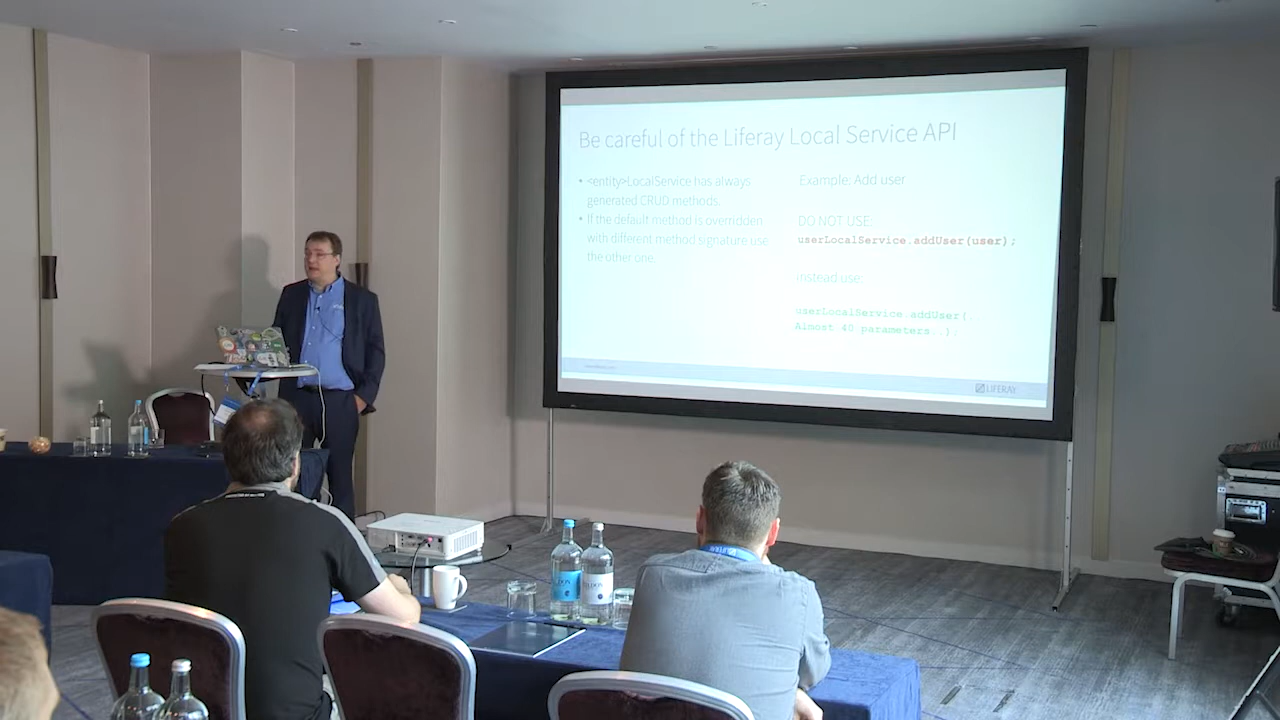 Be careful of the Liferay Local Service API
• <entity>LocalService has always
generated CRUD methods.
• If the default method is overridden
with different method signature use
the other one.
Example: Add user
DO NOT USE:
userLocalService.addUser(user);
Instead use:
userLocalService.addUser(..
Almost 40 parameters..);
LIFERAY